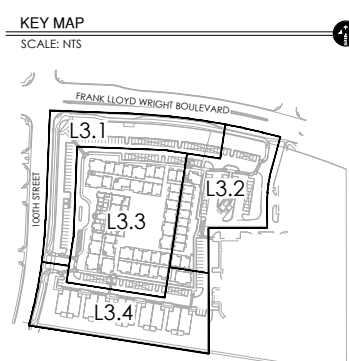 KEY MAP
SCALE: NTS
FRANK LLOYD WRIGHT BOULEVARD
L3.1
L3.2
100TH STREET
L3.3
L3.4